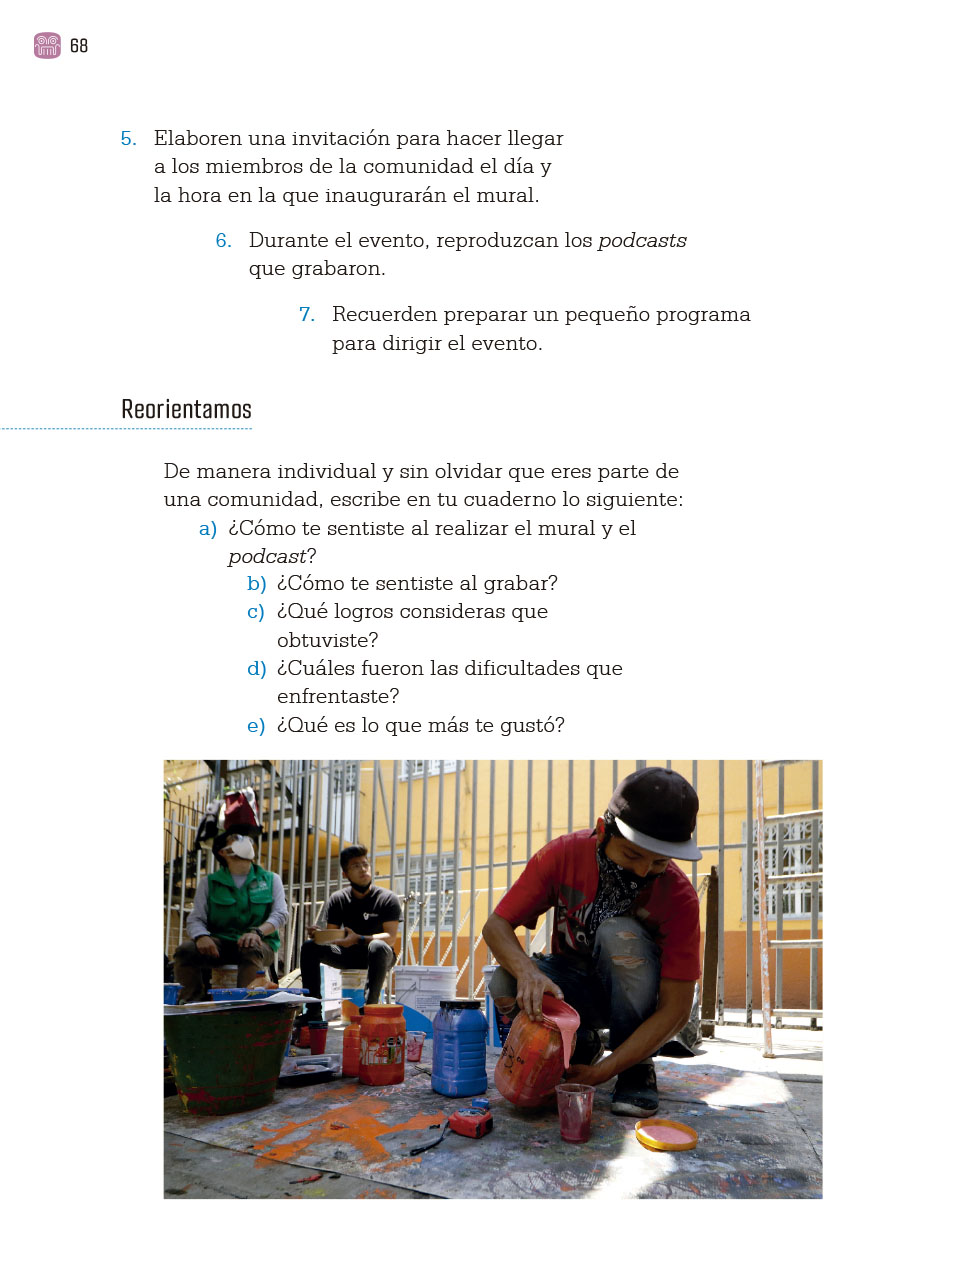 68
5. Elaboren una invitación para hacer llegar
a los miembros de la comunidad el día y
la hora en la que inaugurarán el mural.
6. Durante el evento, reproduzcan los podcasts
que grabaron.
7. Recuerden preparar un pequeño programa
para dirigir el evento.
Reorientamos
De manera individual y sin olvidar que eres parte de
una comunidad, escribe en tu cuaderno lo siguiente:
a) ¿Cómo te sentiste al realizar el mural y el
podcast?
b) ¿Cómo te sentiste al grabar?
c) ¿Qué logros consideras que
obtuviste?
d) ¿Cuáles fueron las dificultades que
enfrentaste?
e) ¿Qué es lo que más te gustó?